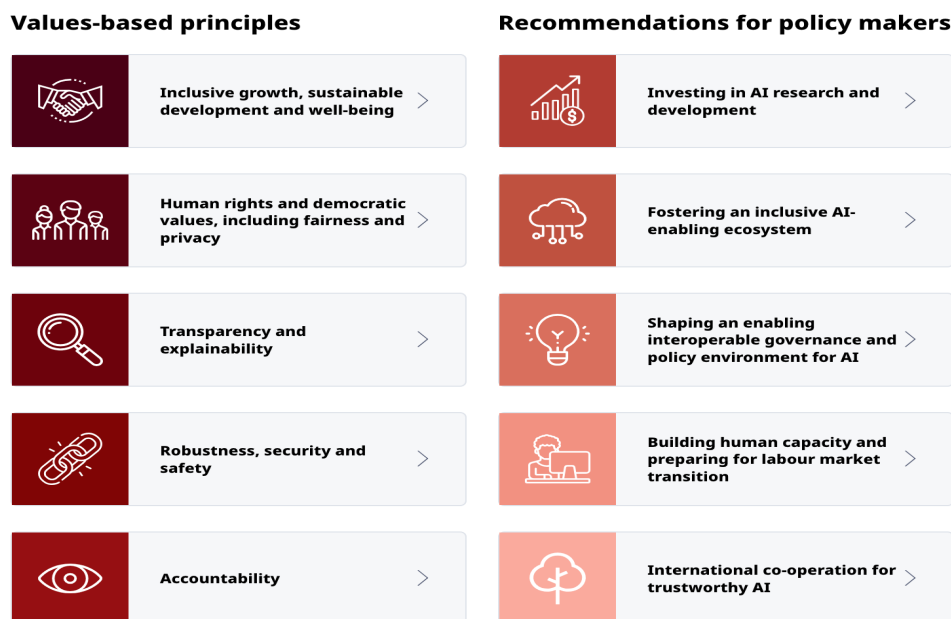 Values-based principles
Inclusive growth, sustainable
development and well-being
Human rights and democratic
values, including fairness and
privacy
Transparency and
explainability
Robustness, security and
safety
Accountability
Recommendations for policy makers
Investing in AI research and
development
Fostering an inclusive AI-
enabling ecosystem
Shaping an enabling
interoperable governance and
policy environment for AI
Building human capacity and
preparing for labour market
transition
International co-operation for
trustworthy AI